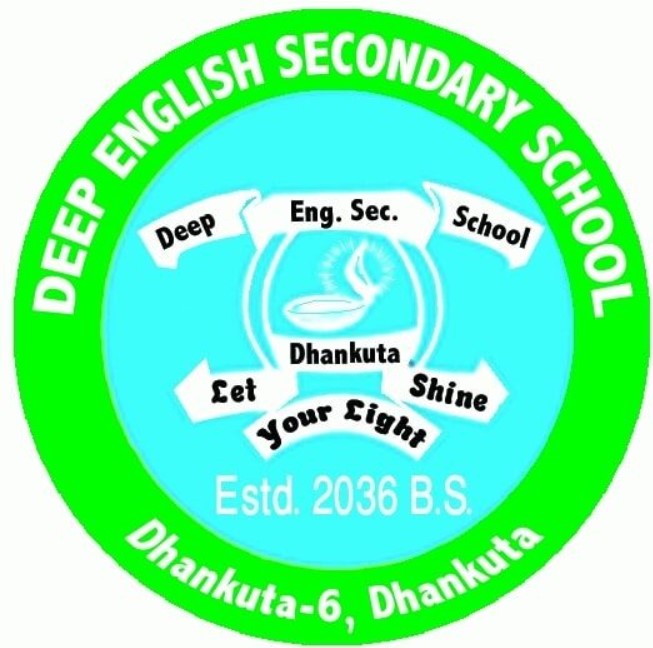 DEEP ENGLISH SECONDARY SCHOOL
Deep Eng. Sec. School
Dhankuta
Let Your Light Shine
Estd. 2036 B.S.
Dhankuta-6, Dhankuta